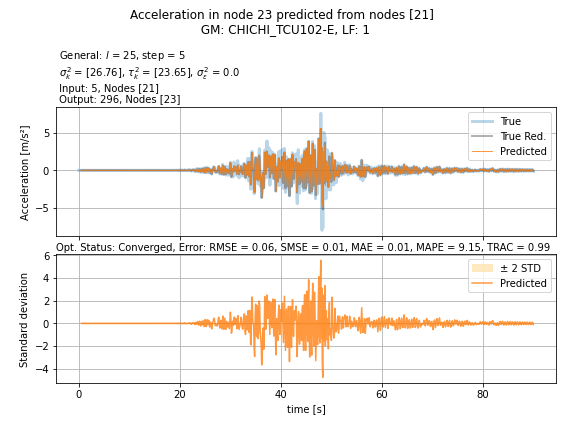 Acceleration in node 23 predicted from nodes [21]
GM: CHICHI_TCU102-E, LF: 1
General: l = 25, step = 5
σ²ₖ = [26.76], τ²ₖ = [23.65], σ²_ε = 0.0
Input: 5, Nodes [21]
Output: 296, Nodes [23]
Acceleration [m/s²]
5
0
−5
True
True Red.
Predicted
Opt. Status: Converged, Error: RMSE = 0.06, SMSE = 0.01, MAE = 0.01, MAPE = 9.15, TRAC = 0.99
Standard deviation
6
4
2
0
−2
−4
± 2 STD
Predicted
0 20 40 60 80
time [s]